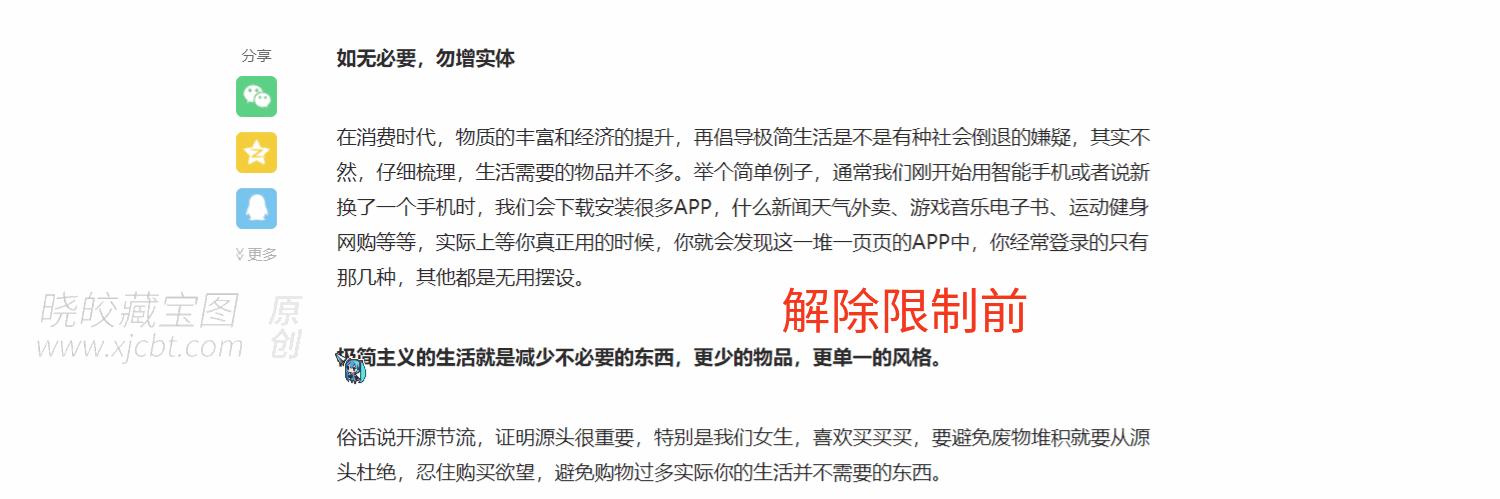 分享
更多
如无必要，勿增实体
在消费时代，物质的丰富和经济的提升，再倡导极简生活是不是有种社会倒退的嫌疑，其实不
然，仔细梳理，生活需要的物品并不多。举个简单例子，通常我们刚开始用智能手机或者说新
换了一个手机时，我们会下载安装很多APP，什么新闻天气外卖、游戏音乐电子书、运动健身
网购等等，实际上等你真正用的时候，你就会发现这一堆一页页的APP中，你经常登录的只有
那几种，其他都是无用摆设。
解除限制前
晓皎藏宝图
www.xjcbt.com
原创
极简主义的生活就是减少不必要的东西，更少的物品，更单一的风格。
俗话说开源节流，证明源头很重要，特别是我们女生，喜欢买买买，要避免废物堆积就要从源
头杜绝，忍住购买欲望，避免购物过多实际你的生活并不需要的东西。